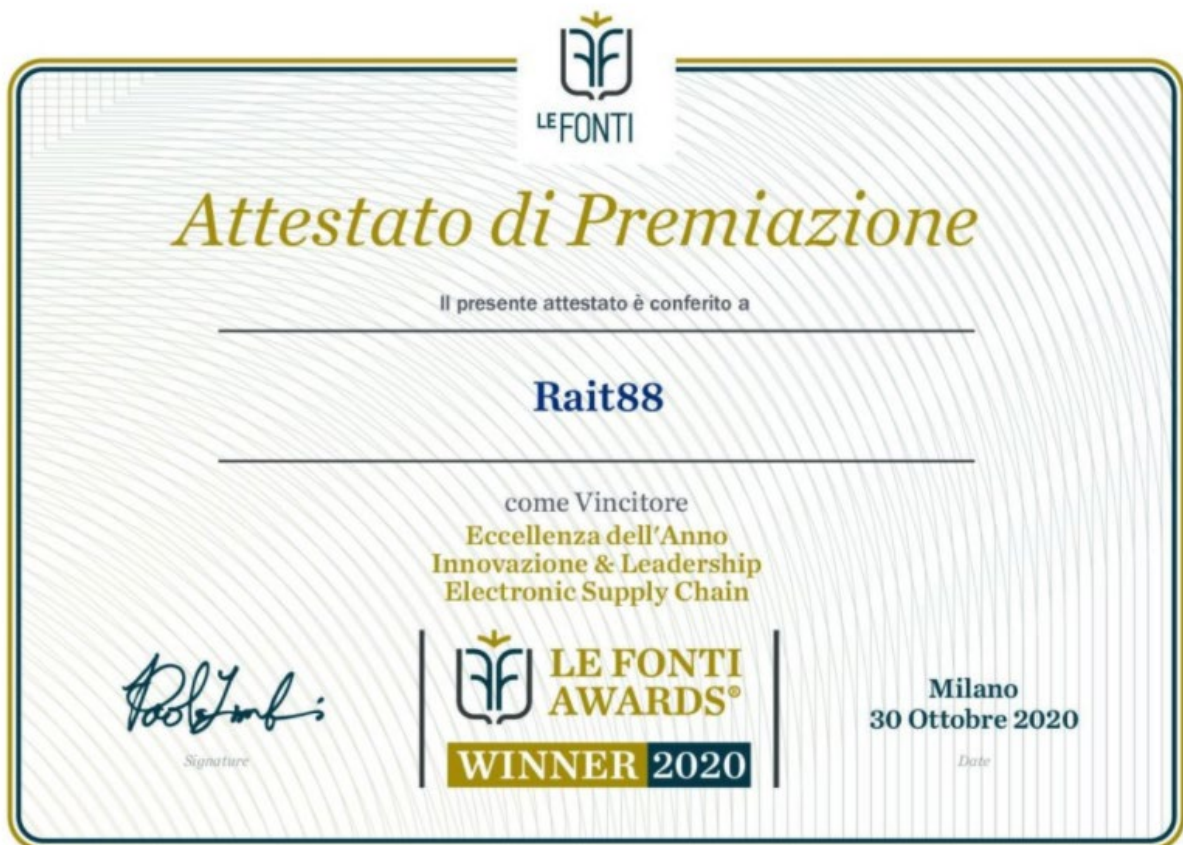 LE FONTI
Attestato di Premiazione
Il presente attestato è conferito a
Rait88
come Vincitore
Eccellenza dell'Anno
Innovazione & Leadership
Electronic Supply Chain
Signature
LE FONTI
AWARDS®
WINNER 2020
Milano
30 Ottobre 2020
Date